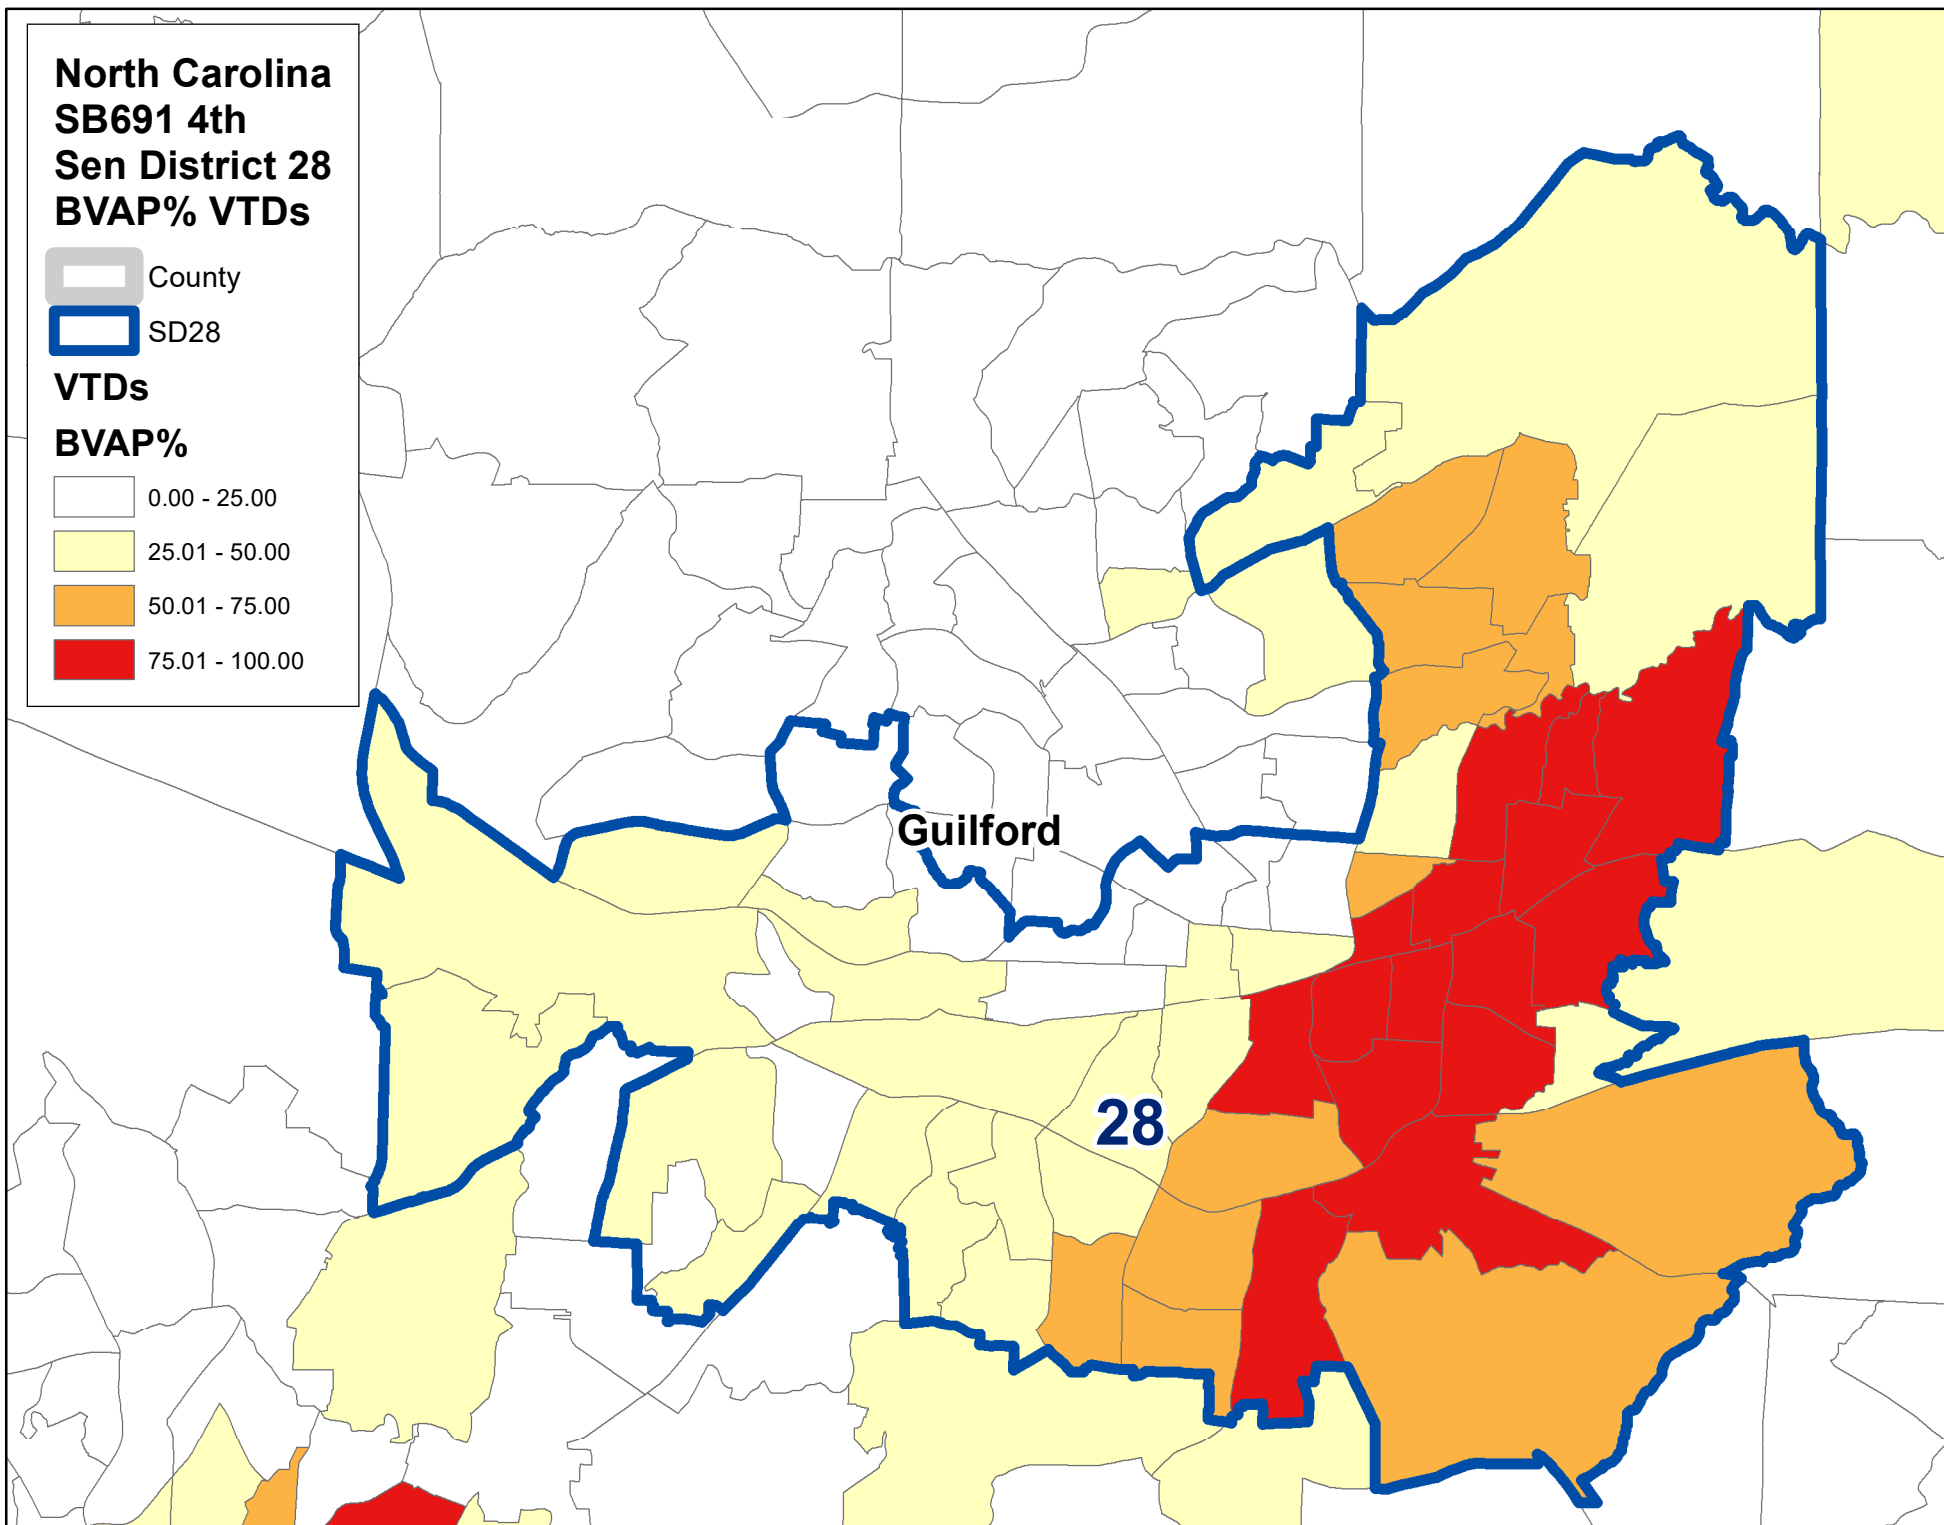 North Carolina
SB691 4th
Sen District 28
BVAP% VTDs
County
SD28
VTDs
BVAP%
0.00 - 25.00
25.01 - 50.00
50.01 - 75.00
75.01 - 100.00
Guilford
28